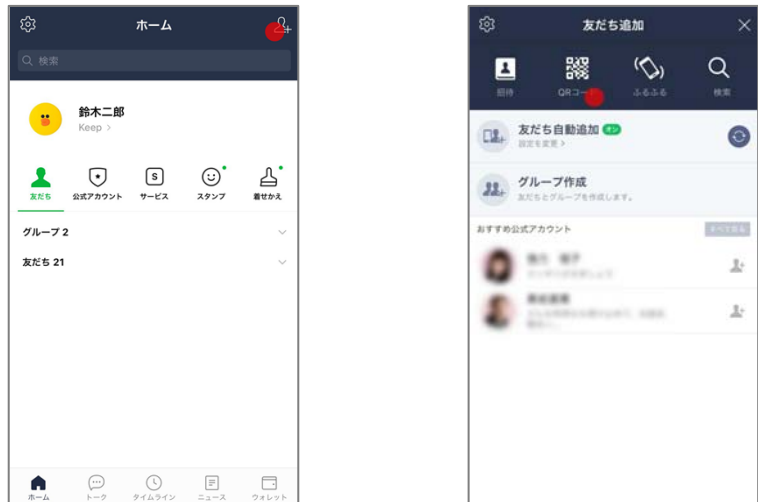 ホーム
検索
鈴木二郎
Keep >
友だち
公式アカウント
S
サービス
スタンプ
着せかえ
グループ 2
友だち 21
ホーム
トーク
タイムライン
ニュース
ウォレット
友だち追加
招待
QRコード
ふるふる
検索
友だち自動追加 オン
設定を変更 >
グループ作成
友だちとグループを作成します。
おすすめ公式アカウント
すべて見る